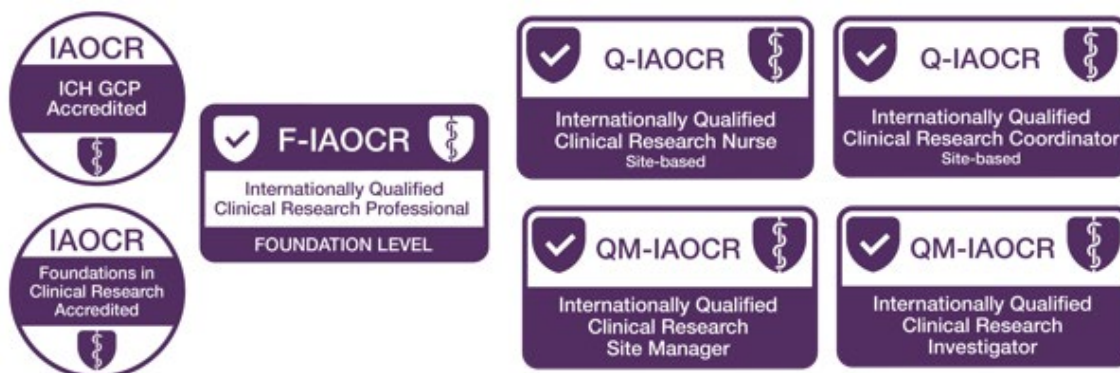 IAOCR
ICH GCP
Accredited
IAOCR
Foundations in
Clinical Research
Accredited
F-IAOCR
Internationally Qualified
Clinical Research Professional
FOUNDATION LEVEL
Q-IAOCR
Internationally Qualified
Clinical Research Nurse
Site-based
Q-IAOCR
Internationally Qualified
Clinical Research Coordinator
Site-based
QM-IAOCR
Internationally Qualified
Clinical Research
Site Manager
QM-IAOCR
Internationally Qualified
Clinical Research
Investigator